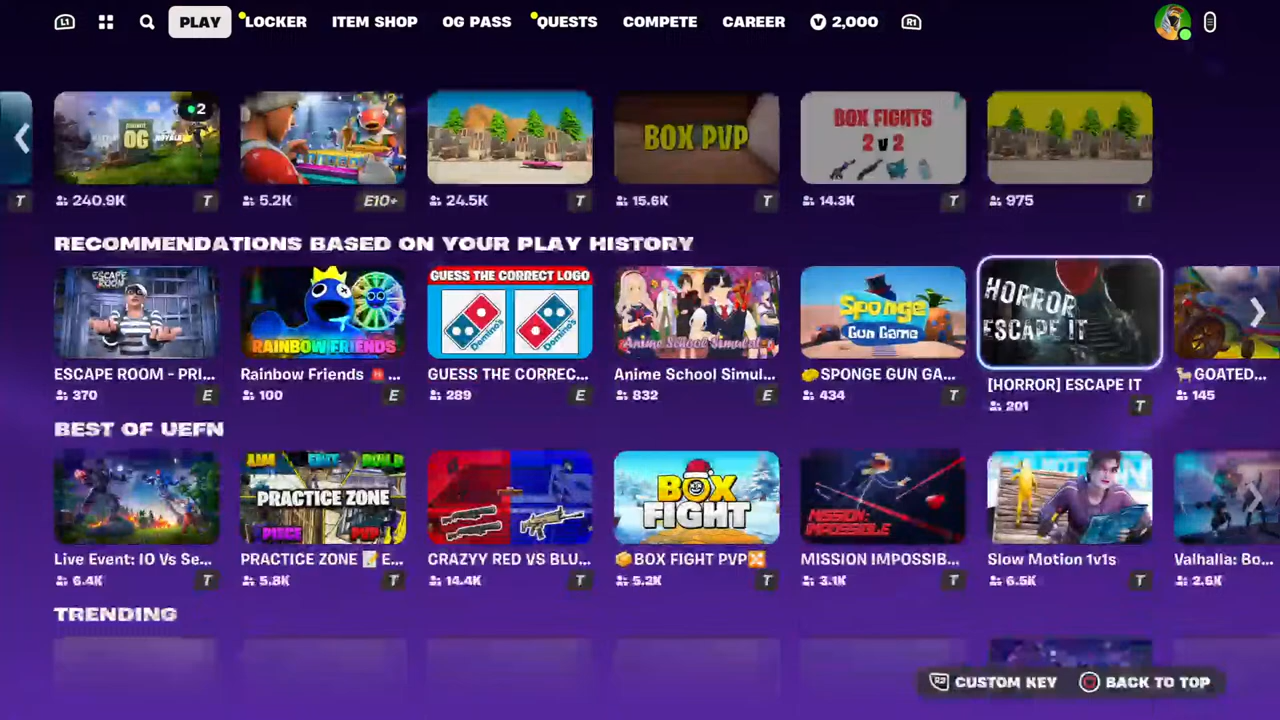 L1 PLAY LOCKER ITEM SHOP OG PASS QUESTS COMPETE CAREER V 2,000 R1
OG
2
BOX PVP
BOX FIGHTS
2 v 2
T 240.9K T 5.2K E10+ 24.5K T 15.6K T 14.3K T 975 T
RECOMMENDATIONS BASED ON YOUR PLAY HISTORY
ESCAPE
ROOM
RAINBOW FRIENDS
GUESS THE CORRECT LOGO
Domino's Domino's
Anime School Simulator
Sponge
Gun Game
HORROR
ESCAPE IT
ESCAPE ROOM - PRI... Rainbow Friends 🚨... GUESS THE CORREC... Anime School Simul... 🧽SPONGE GUN GA... [HORROR] ESCAPE IT 🐐GOATED...
370 E 100 E 289 E 832 E 434 T 201 T 145
BEST OF UEFN
AIM EDIT BUILD
PRACTICE ZONE
PIECE PVP
BOX
FIGHT
MISSION:
IMPOSSIBLE
Live Event: IO Vs Se... PRACTICE ZONE 📝 E... CRAZYY RED VS BLU... 📦BOX FIGHT PVP🔀 MISSION IMPOSSIB... Slow Motion 1v1s Valhalla: Bo...
6.4K T 5.8K T 14.4K T 5.2K T 3.1K T 6.5K T 2.6K
TRENDING
R2 CUSTOM KEY BACK TO TOP